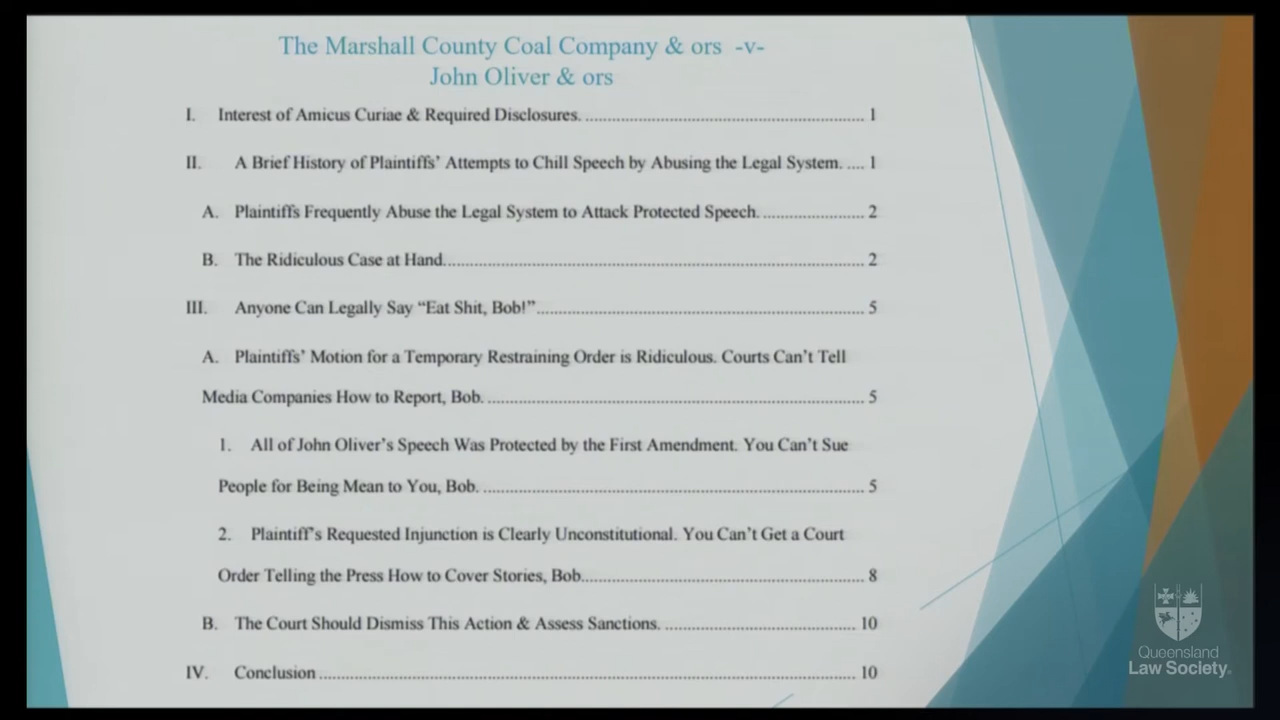 The Marshall County Coal Company & ors -v-
John Oliver & ors
I. Interest of Amicus Curiae & Required Disclosures. 1
II. A Brief History of Plaintiffs' Attempts to Chill Speech by Abusing the Legal System. .... 1
A. Plaintiffs Frequently Abuse the Legal System to Attack Protected Speech. 2
B. The Ridiculous Case at Hand. 2
III. Anyone Can Legally Say “Eat Shit, Bob!” 5
A. Plaintiffs' Motion for a Temporary Restraining Order is Ridiculous. Courts Can't Tell
Media Companies How to Report, Bob. 5
1. All of John Oliver's Speech Was Protected by the First Amendment. You Can't Sue
People for Being Mean to You, Bob. 5
2. Plaintiff's Requested Injunction is Clearly Unconstitutional. You Can't Get a Court
Order Telling the Press How to Cover Stories, Bob. 8
B. The Court Should Dismiss This Action & Assess Sanctions. 10
IV. Conclusion 10
Queensland
Law Society.